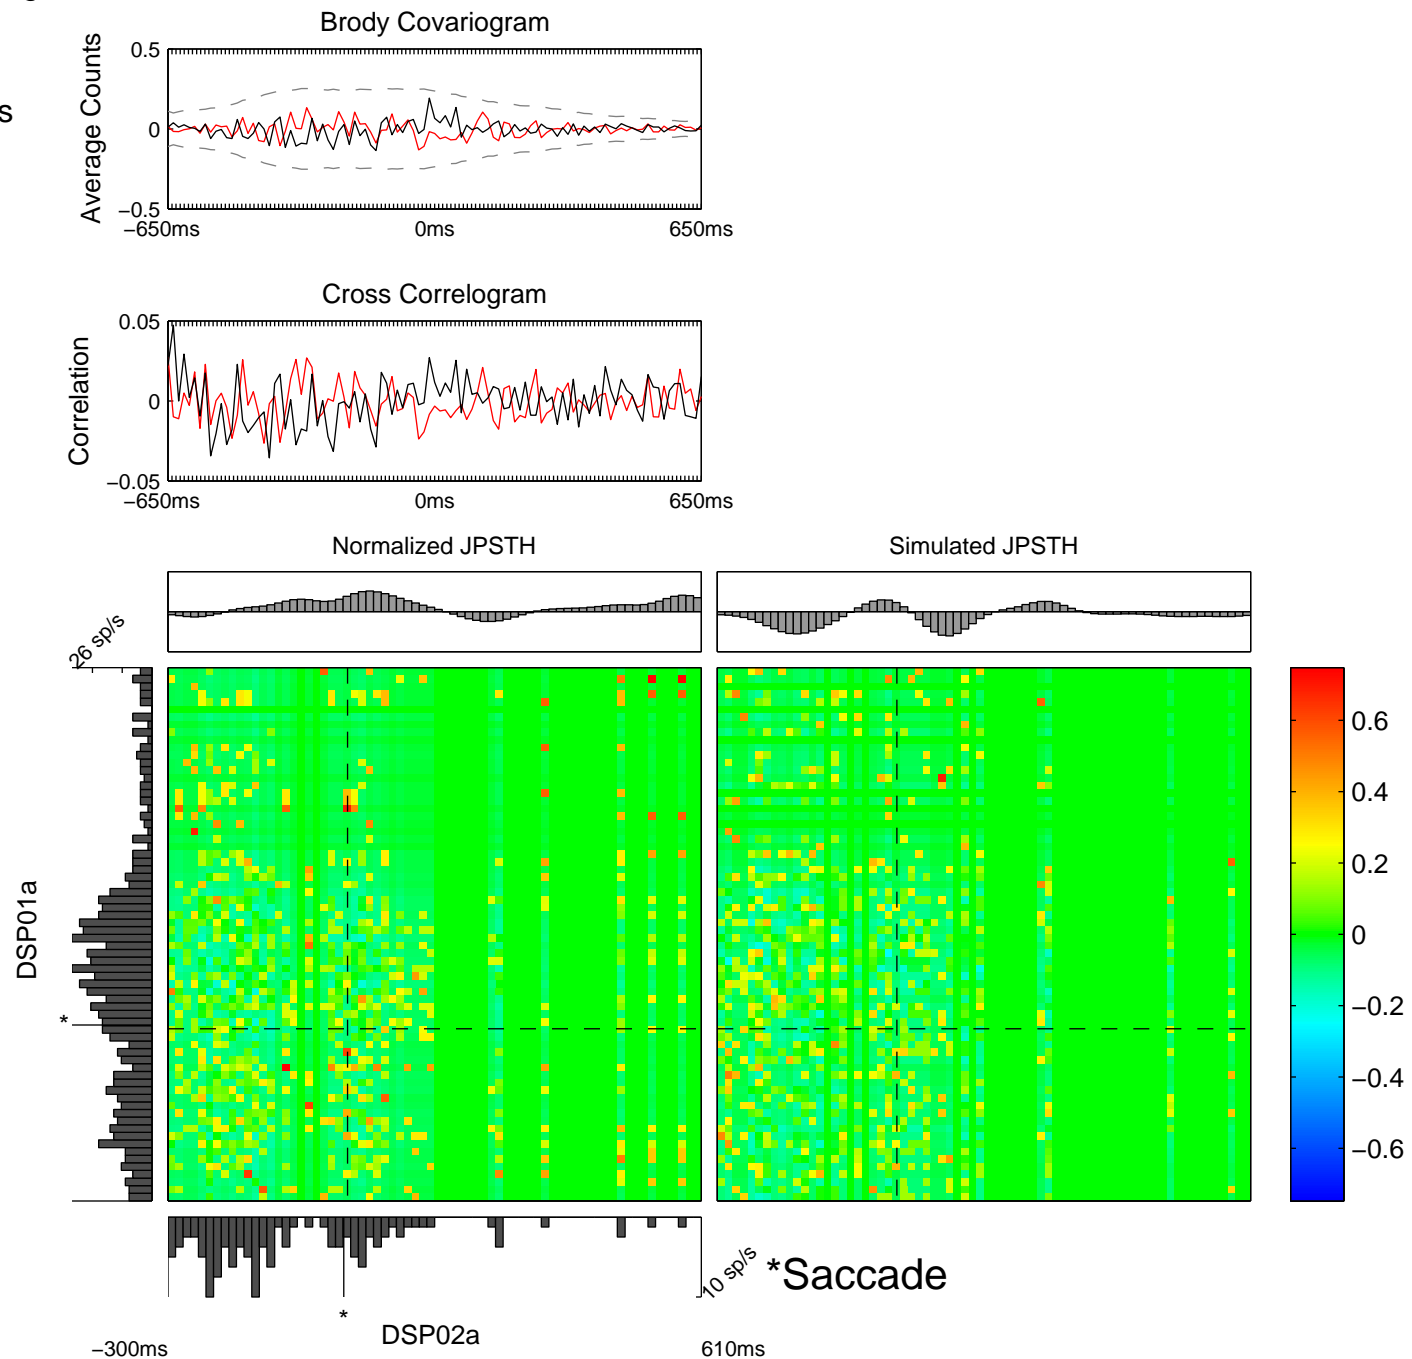 g
Brody Covariogram
s
Average Counts
0.5
0
−0.5
−650ms
0ms
650ms
Cross Correlogram
Correlation
0.05
0
−0.05
−650ms
0ms
650ms
Normalized JPSTH
Simulated JPSTH
26 sp/s
DSP01a
*
0.6
0.4
0.2
0
−0.2
−0.4
−0.6
10 sp/s
*Saccade
*
DSP02a
−300ms
610ms